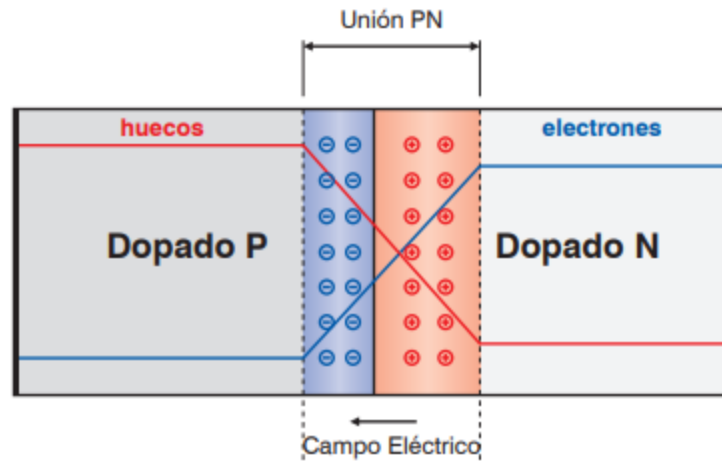 Unión PN
huecos
electrones
Dopado P
Dopado N
Campo Eléctrico